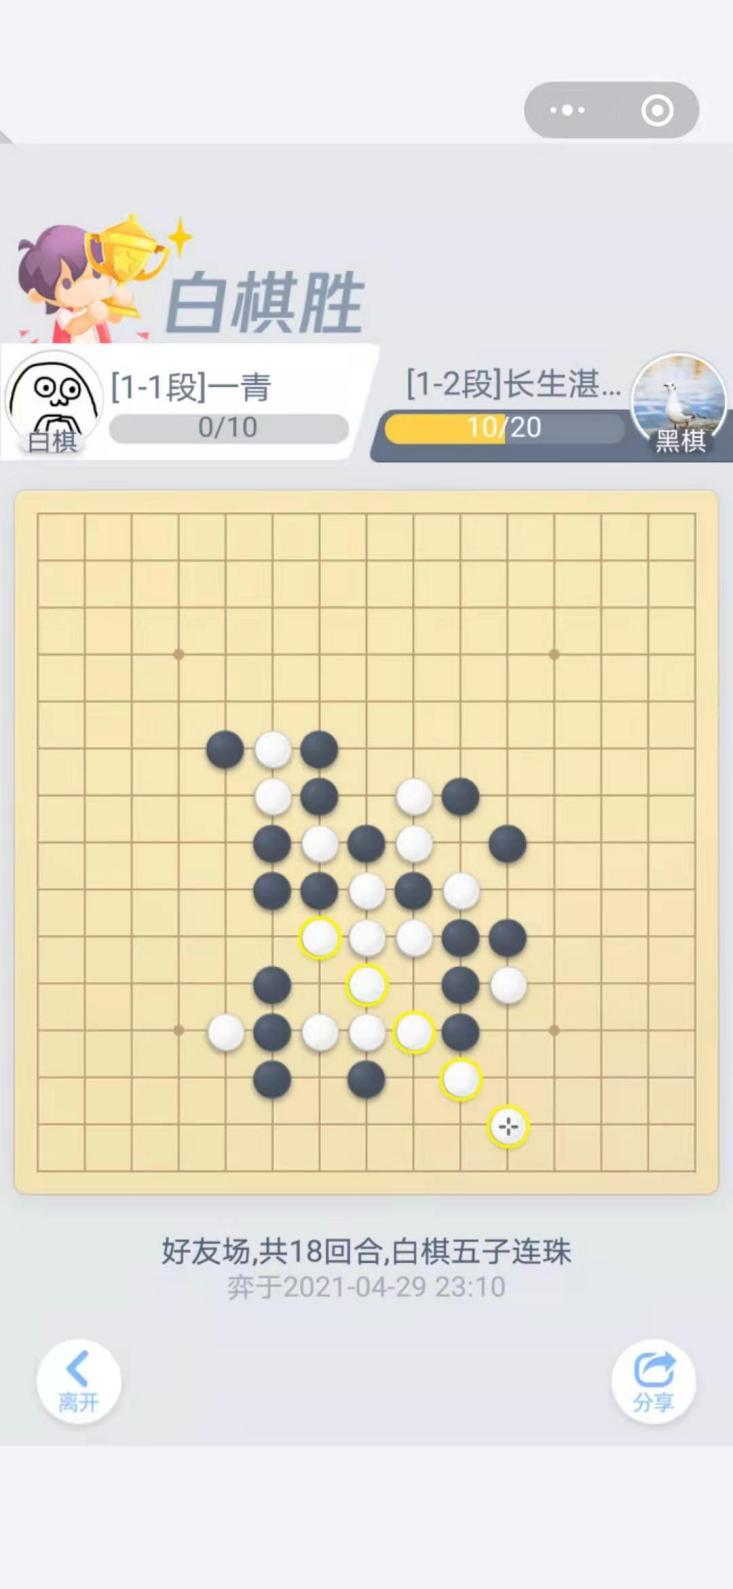 白棋胜
[1-1段]一青
0/10
白棋
[1-2段]长生湛...
10/20
黑棋
好友场,共18回合,白棋五子连珠
弈于2021-04-29 23:10
离开
分享